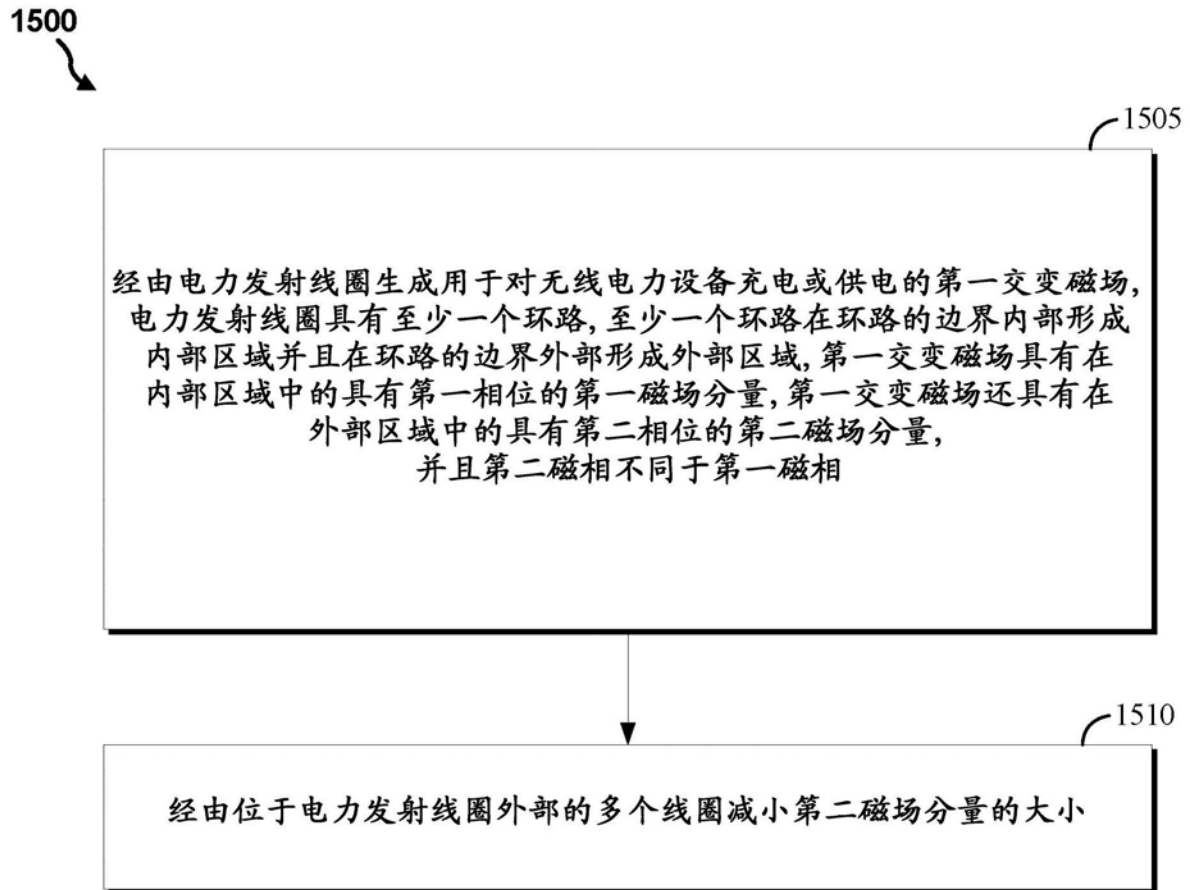 1500
1505
经由电力发射线圈生成用于对无线电力设备充电或供电的第一交变磁场,
电力发射线圈具有至少一个环路,至少一个环路在环路的边界内部形成
内部区域并且在环路的边界外部形成外部区域,第一交变磁场具有在
内部区域中的具有第一相位的第一磁场分量,第一交变磁场还具有在
外部区域中的具有第二相位的第二磁场分量,
并且第二磁相不同于第一磁相
1510
经由位于电力发射线圈外部的多个线圈减小第二磁场分量的大小